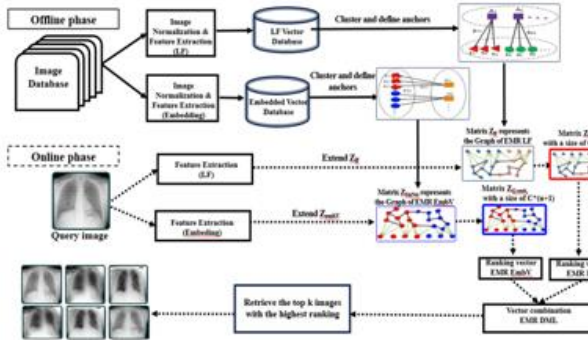 Offline phase
Image
Database
Image
Normalization &
Feature Extraction
(LF)
LF Vector
Database
Cluster and define anchors
Image
Normalization &
Feature Extraction
(Embedding)
Embedded Vector
Database
Cluster and define
anchors
Online phase
Query image
Feature Extraction
(LF)
Extend
Matrix
represents
the Graph of EMR LF
Matrix
with a size of
Feature Extraction
(Embeding)
Extend
Matrix
represents
the Graph of EMR EmbV
Matrix
with a size of C*(n+1)
Ranking vector
EMR EmbV
Ranking
EMR
Vector combination
EMR DML
Retrieve the top k images
with the highest ranking